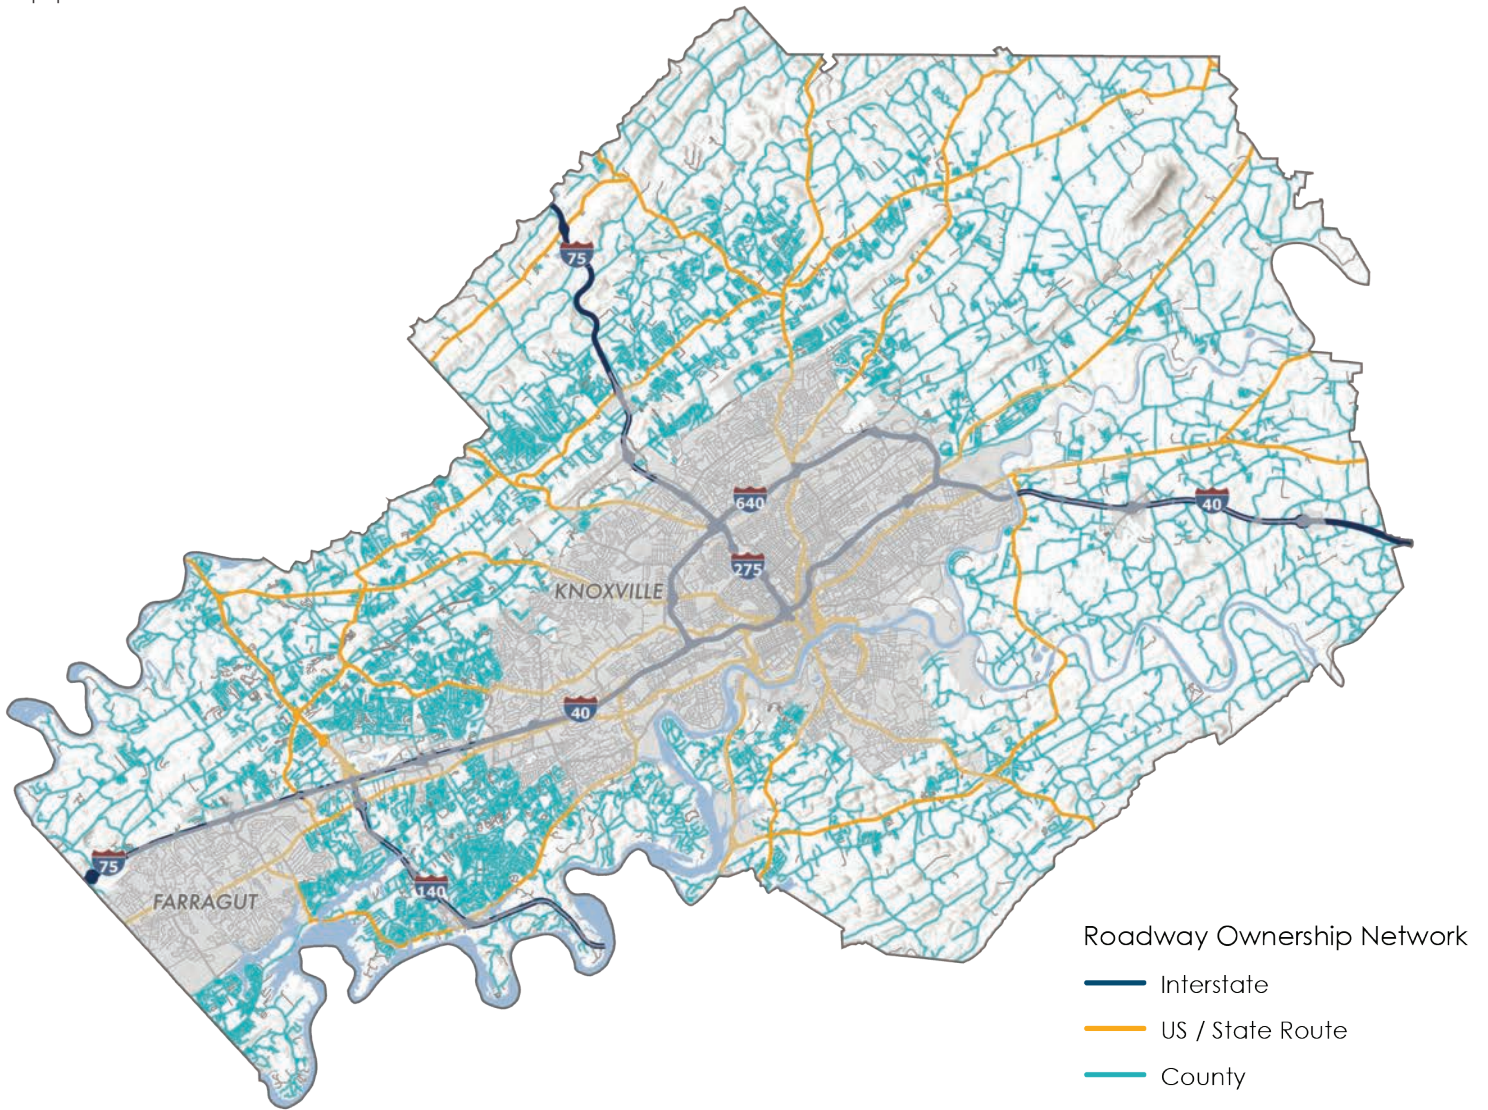 75
640
40
275
KNOXVILLE
40
75
140
FARRAGUT
Roadway Ownership Network
Interstate
US / State Route
County